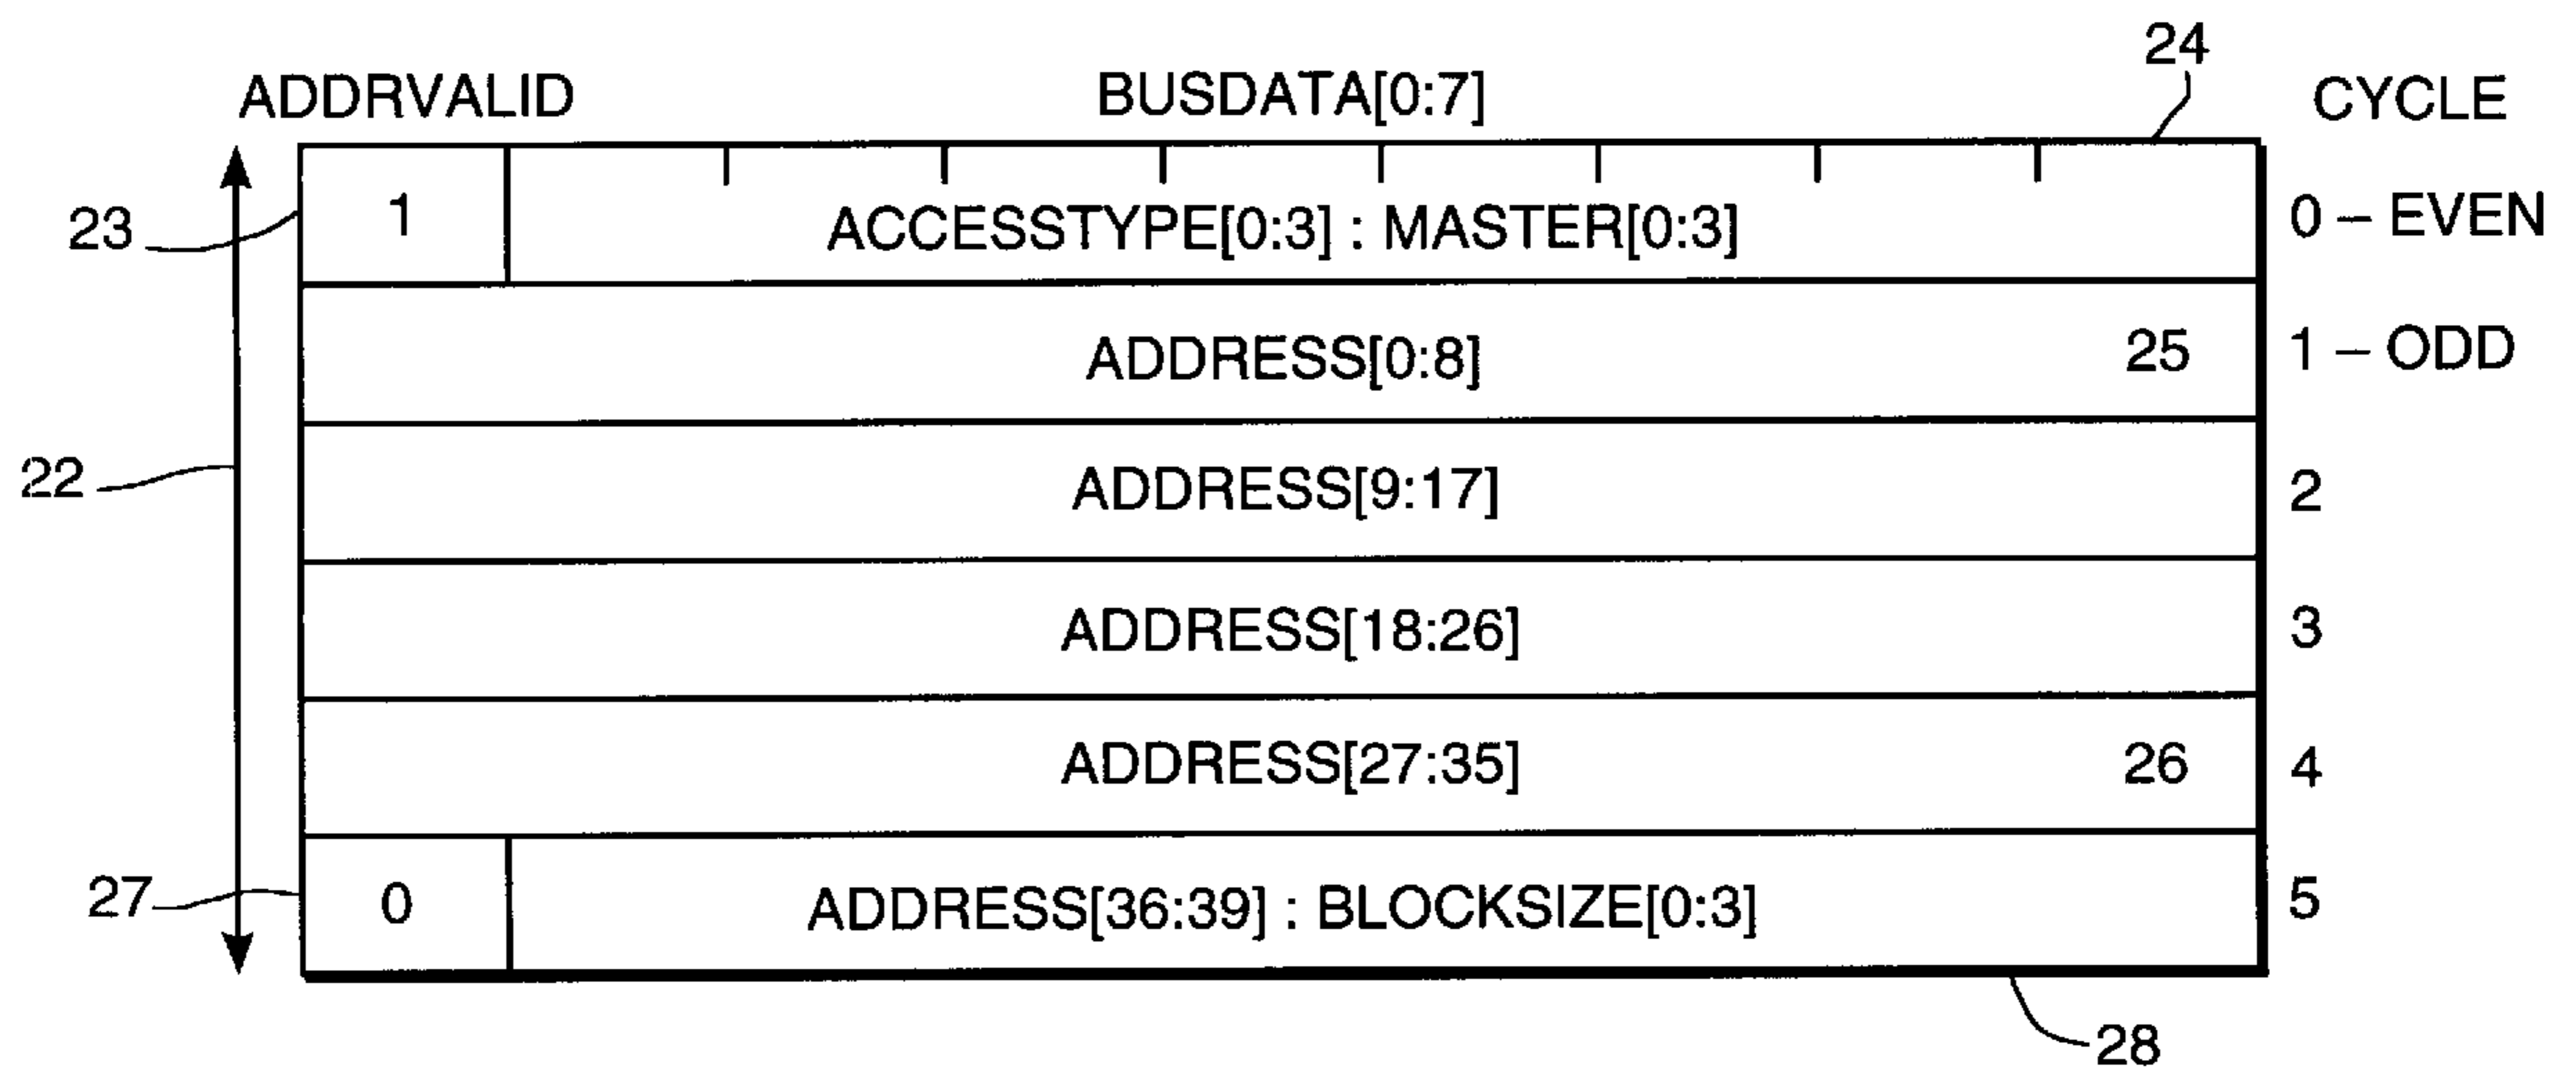 24
ADDRVALID BUSDATA[0:7] CYCLE
23 1 ACCESSTYPE[0:3] : MASTER[0:3] 0 – EVEN
ADDRESS[0:8] 25 1 – ODD
22 ADDRESS[9:17] 2
ADDRESS[18:26] 3
ADDRESS[27:35] 26 4
27 0 ADDRESS[36:39] : BLOCKSIZE[0:3] 5
28